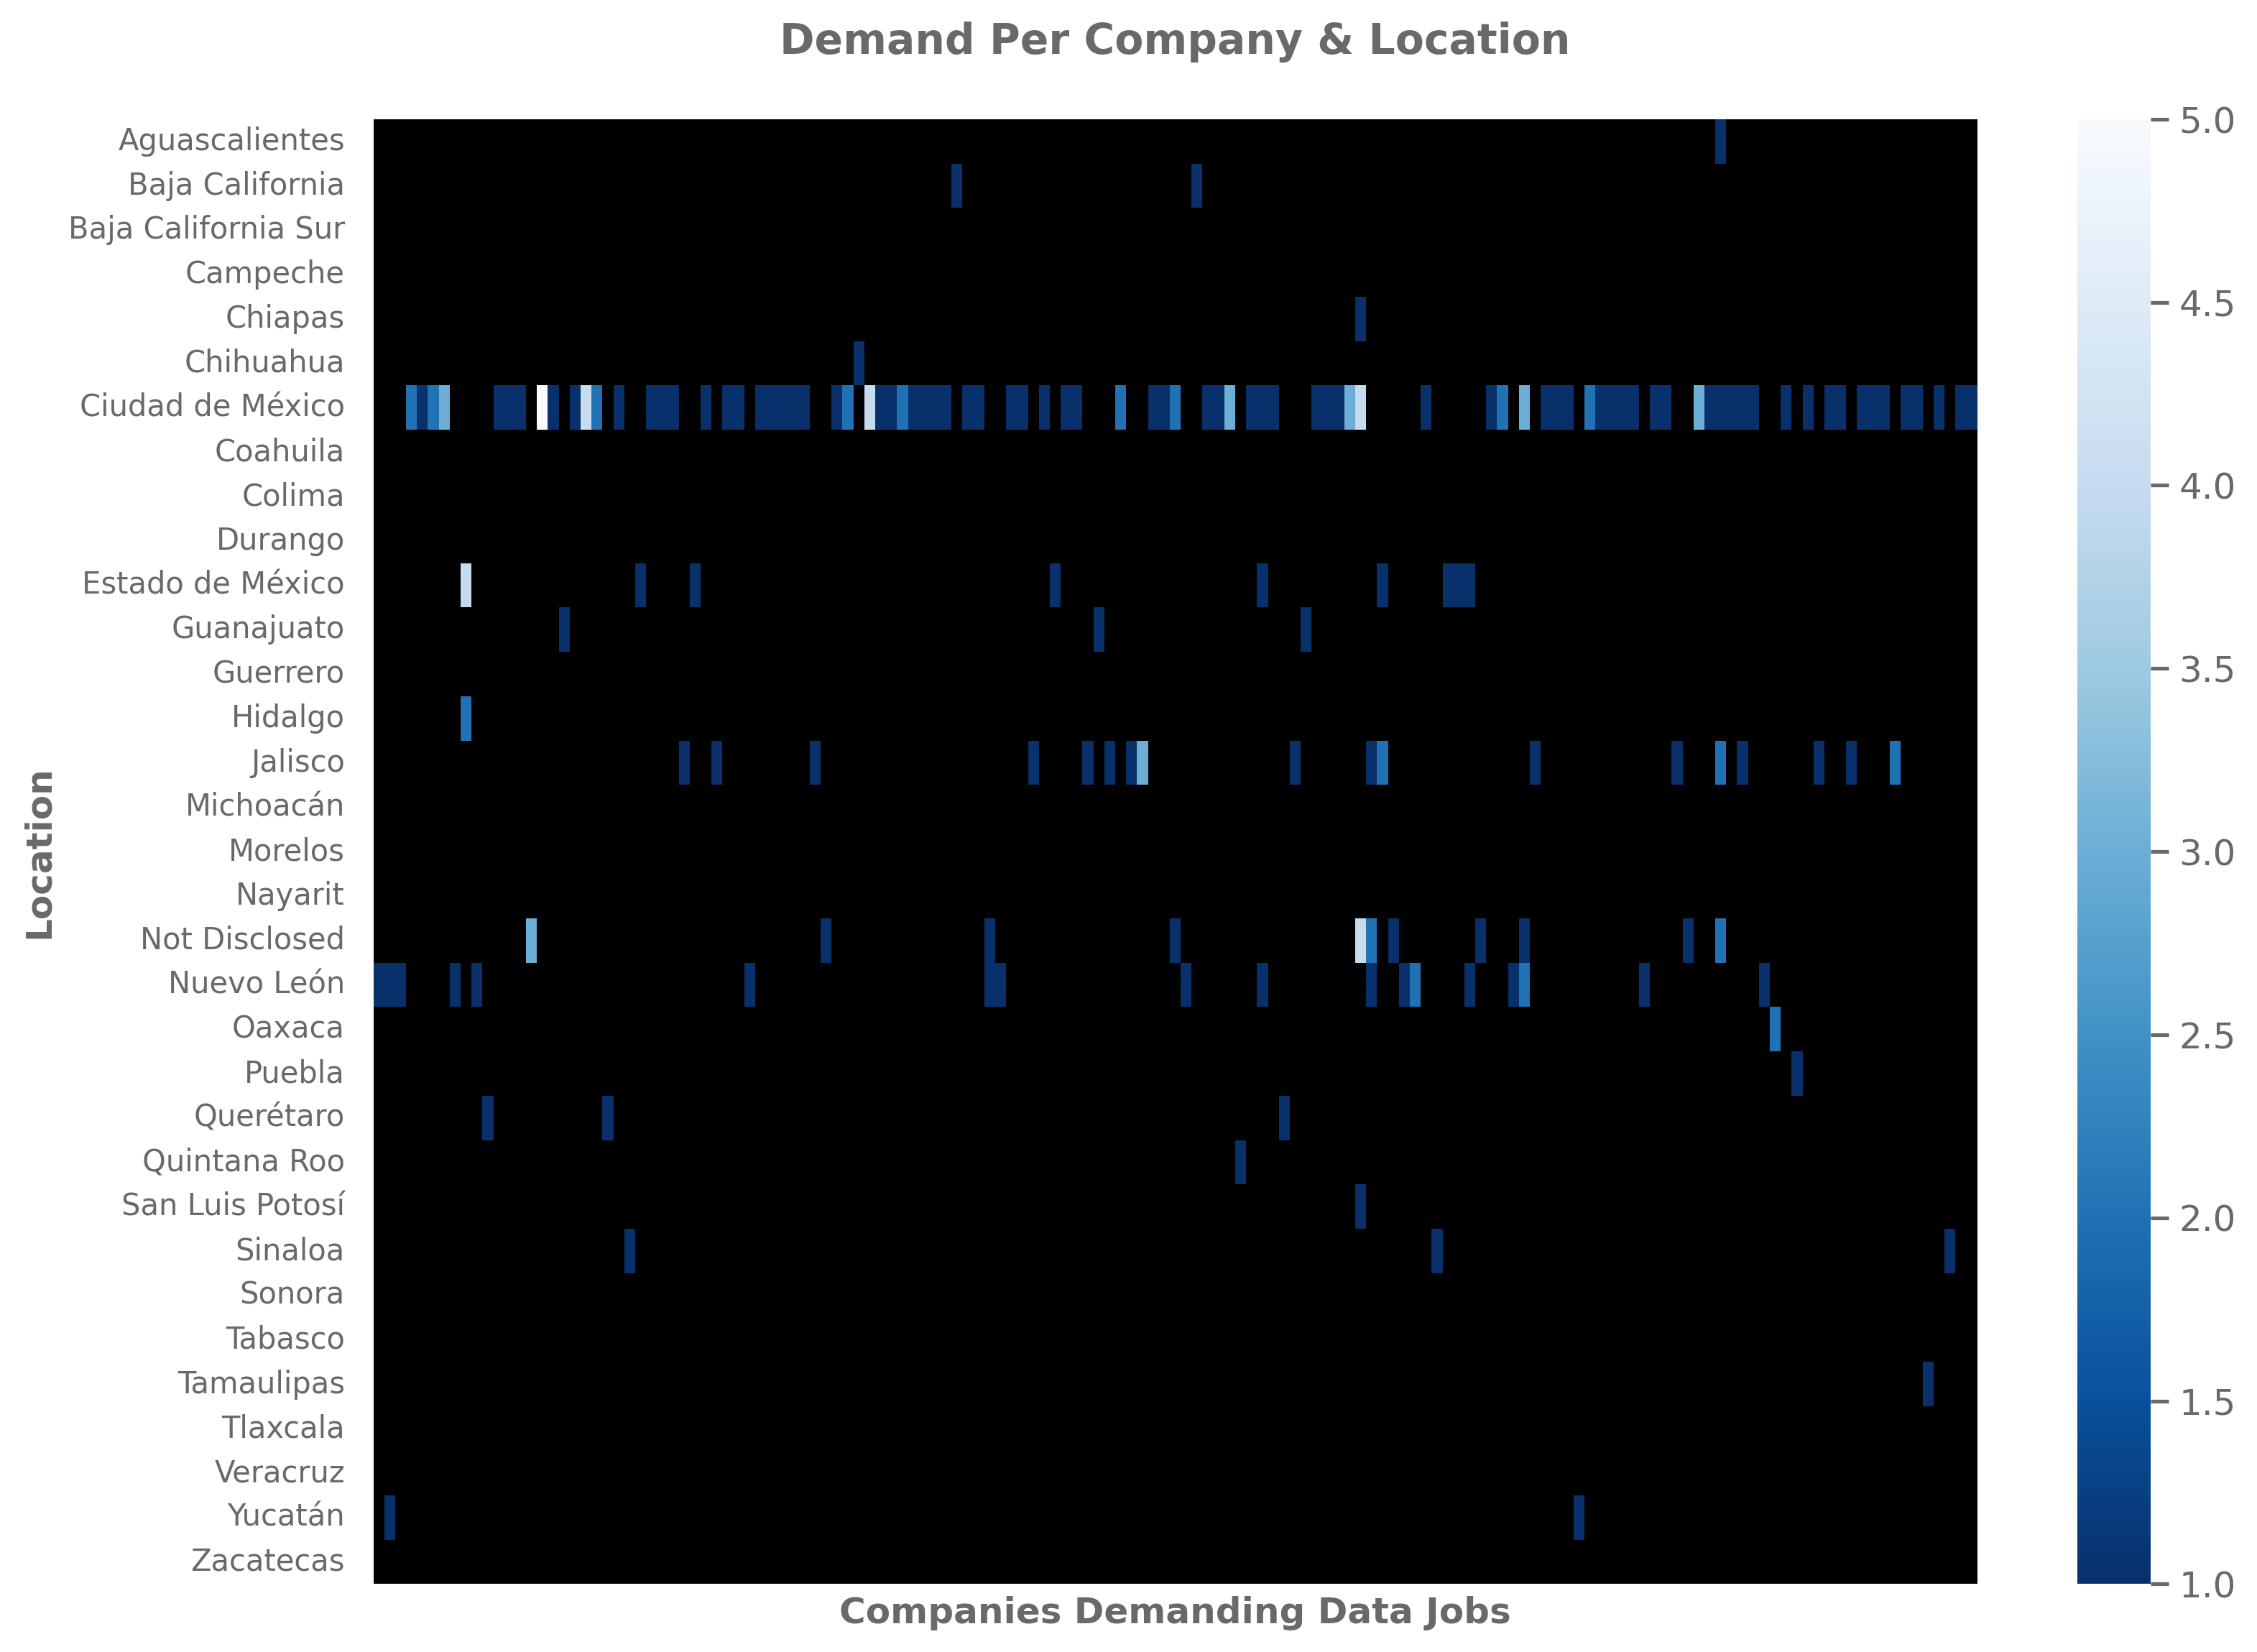 Demand Per Company & Location
Aguascalientes
Baja California
Baja California Sur
Campeche
Chiapas
Chihuahua
Ciudad de México
Coahuila
Colima
Durango
Estado de México
Guanajuato
Guerrero
Hidalgo
Jalisco
Michoacán
Morelos
Nayarit
Not Disclosed
Nuevo León
Oaxaca
Puebla
Querétaro
Quintana Roo
San Luis Potosí
Sinaloa
Sonora
Tabasco
Tamaulipas
Tlaxcala
Veracruz
Yucatán
Zacatecas
Location
Companies Demanding Data Jobs
5.0
4.5
4.0
3.5
3.0
2.5
2.0
1.5
1.0